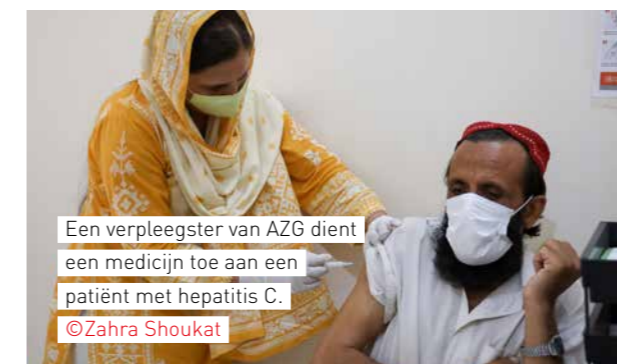 Een verpleegster van AZG dient
een medicijn toe aan een
patiënt met hepatitis C.
©Zahra Shoukat